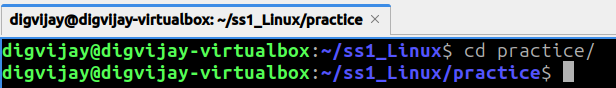 digvijay@digvijay-virtualbox: ~/ss1_Linux/practice ×
digvijay@digvijay-virtualbox:~/ss1_Linux$ cd practice/
digvijay@digvijay-virtualbox:~/ss1_Linux/practice$